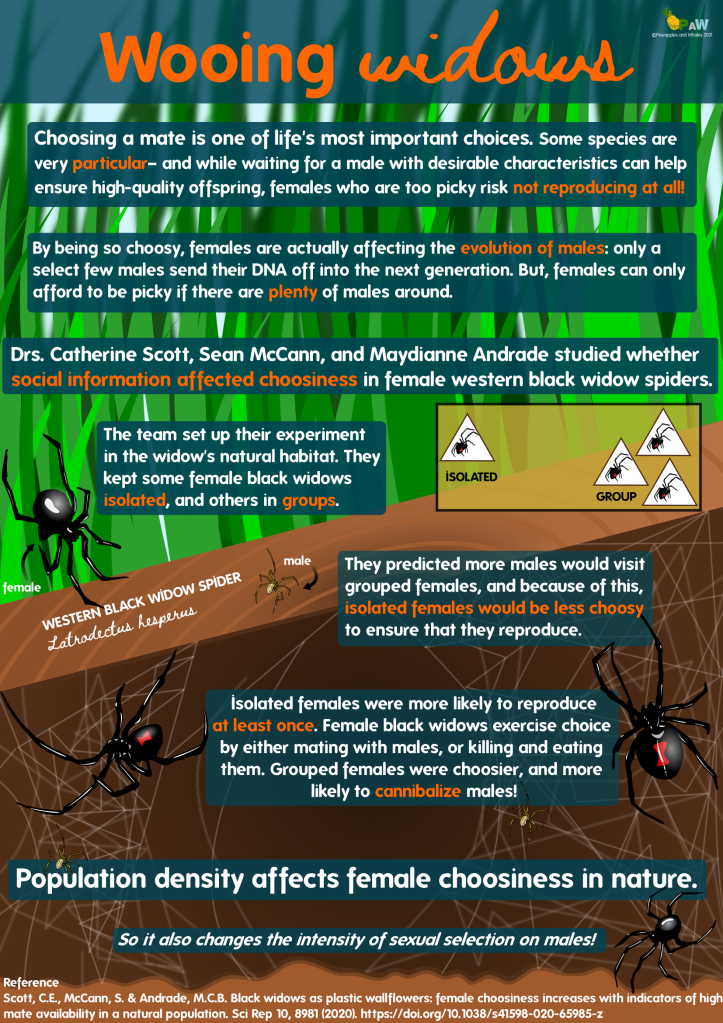 PAW
©Pineapples and Whales 2021
Wooing widows
Choosing a mate is one of life's most important choices. Some species are
very particular– and while waiting for a male with desirable characteristics can help
ensure high-quality offspring, females who are too picky risk not reproducing at all!
By being so choosy, females are actually affecting the evolution of males: only a
select few males send their DNA off into the next generation. But, females can only
afford to be picky if there are plenty of males around.
Drs. Catherine Scott, Sean McCann, and Maydianne Andrade studied whether
social information affected choosiness in female western black widow spiders.
The team set up their experiment
in the widow's natural habitat. They
kept some female black widows
isolated, and others in groups.
ISOLATED
GROUP
female
male
WESTERN BLACK WIDOW SPIDER
Latrodectus hesperus
They predicted more males would visit
grouped females, and because of this,
isolated females would be less choosy
to ensure that they reproduce.
Isolated females were more likely to reproduce
at least once. Female black widows exercise choice
by either mating with males, or killing and eating
them. Grouped females were choosier, and more
likely to cannibalize males!
Population density affects female choosiness in nature.
So it also changes the intensity of sexual selection on males!
Reference
Scott, C.E., McCann, S. & Andrade, M.C.B. Black widows as plastic wallflowers: female choosiness increases with indicators of high
mate availability in a natural population. Sci Rep 10, 8981 (2020). https://doi.org/10.1038/s41598-020-65985-z